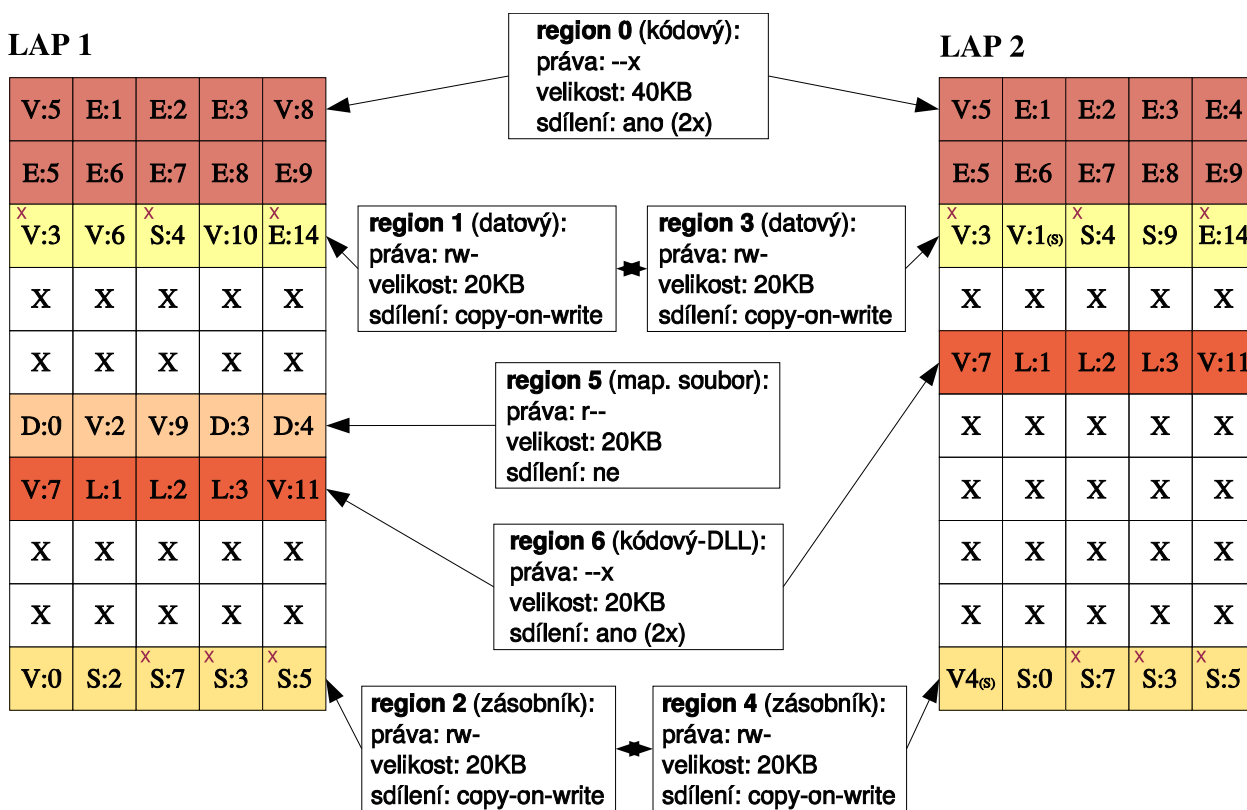 LAP 1
V:5 E:1 E:2 E:3 V:8
E:5 E:6 E:7 E:8 E:9
x x x
V:3 V:6 S:4 V:10 E:14
X X X X X
X X X X X
D:0 V:2 V:9 D:3 D:4
V:7 L:1 L:2 L:3 V:11
X X X X X
X X X X X
x x x
V:0 S:2 S:7 S:3 S:5
region 0 (kódový):
práva: --x
velikost: 40KB
sdílení: ano (2x)
region 1 (datový):
práva: rw-
velikost: 20KB
sdílení: copy-on-write
region 3 (datový):
práva: rw-
velikost: 20KB
sdílení: copy-on-write
region 5 (map. soubor):
práva: r--
velikost: 20KB
sdílení: ne
region 6 (kódový-DLL):
práva: --x
velikost: 20KB
sdílení: ano (2x)
region 2 (zásobník):
práva: rw-
velikost: 20KB
sdílení: copy-on-write
region 4 (zásobník):
práva: rw-
velikost: 20KB
sdílení: copy-on-write
LAP 2
V:5 E:1 E:2 E:3 E:4
E:5 E:6 E:7 E:8 E:9
x x x
V:3 V:1(S) S:4 S:9 E:14
X X X X X
V:7 L:1 L:2 L:3 V:11
X X X X X
X X X X X
X X X X X
X X X X X
x x x
V4(S) S:0 S:7 S:3 S:5